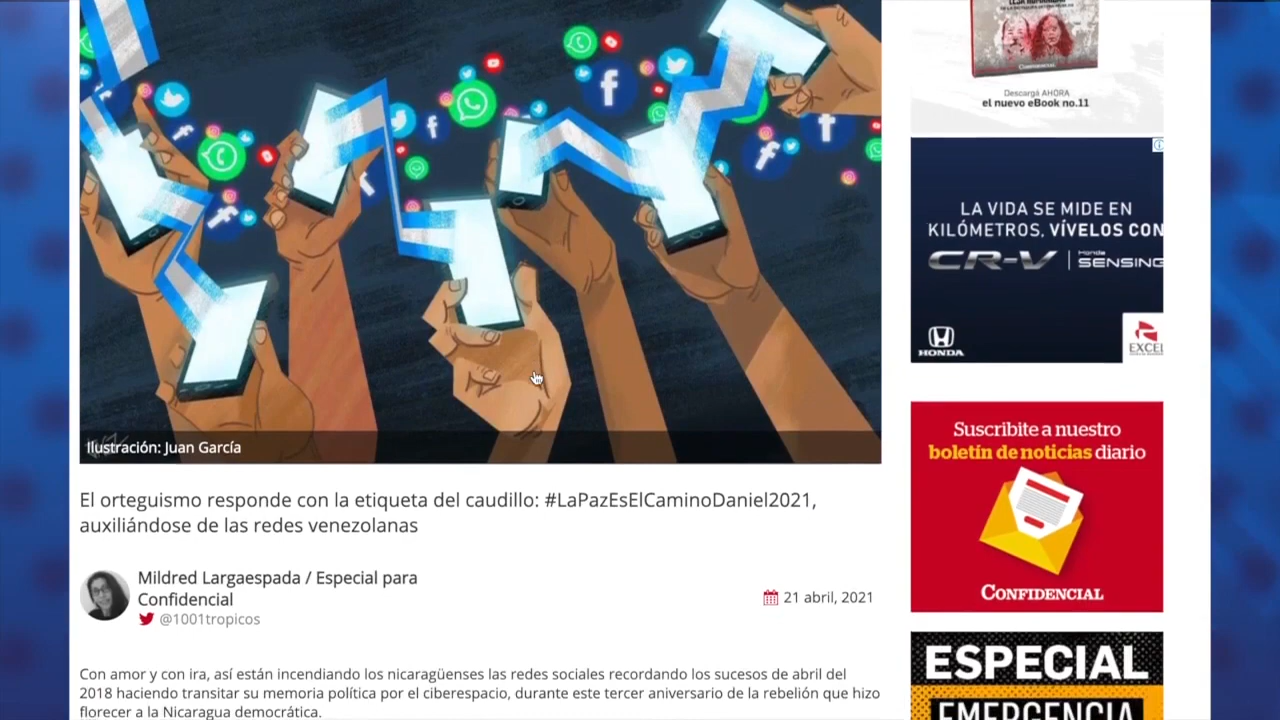 Ilustración: Juan García
El orteguismo responde con la etiqueta del caudillo: #LaPazEsElCaminoDaniel2021,
auxiliándose de las redes venezolanas
Mildred Largaespada / Especial para
Confidencial
@1001tropicos
21 abril, 2021
Con amor y con ira, así están incendiando los nicaragüenses las redes sociales recordando los sucesos de abril del
2018 haciendo transitar su memoria política por el ciberespacio, durante este tercer aniversario de la rebelión que hizo
florecer a la Nicaragua democrática.
CONFIDENCIAL
Descargá AHORA
el nuevo eBook no.11
LA VIDA SE MIDE EN
KILÓMETROS, VÍVELOS CON
CR-V
Honda
SENSING
HONDA
EXCEL
Suscribite a nuestro
boletín de noticias diario
CONFIDENCIAL
ESPECIAL
EMERGENCIA